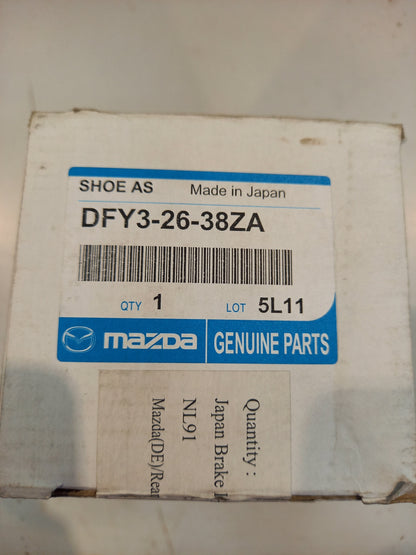 SHOE AS Made in Japan
DFY3-26-38ZA
QTY 1 LOT 5L11
mazda GENUINE PARTS
Quantity :
Japan Brake
NL91
Mazda(DE)/Rear